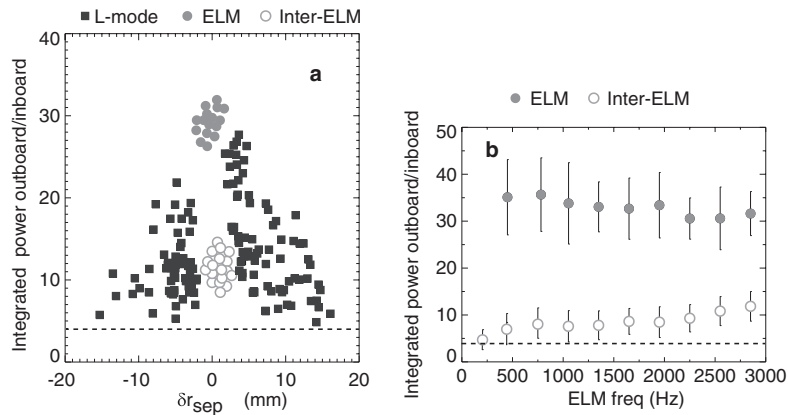 L-mode ELM Inter-ELM
Integrated power outboard/inboard
40
30
20
10
0
a
-20 -10 0 10 20
δrsep (mm)
ELM Inter-ELM
Integrated power outboard/inboard
50
40
30
20
10
0
b
0 500 1000 1500 2000 2500 3000
ELM freq (Hz)